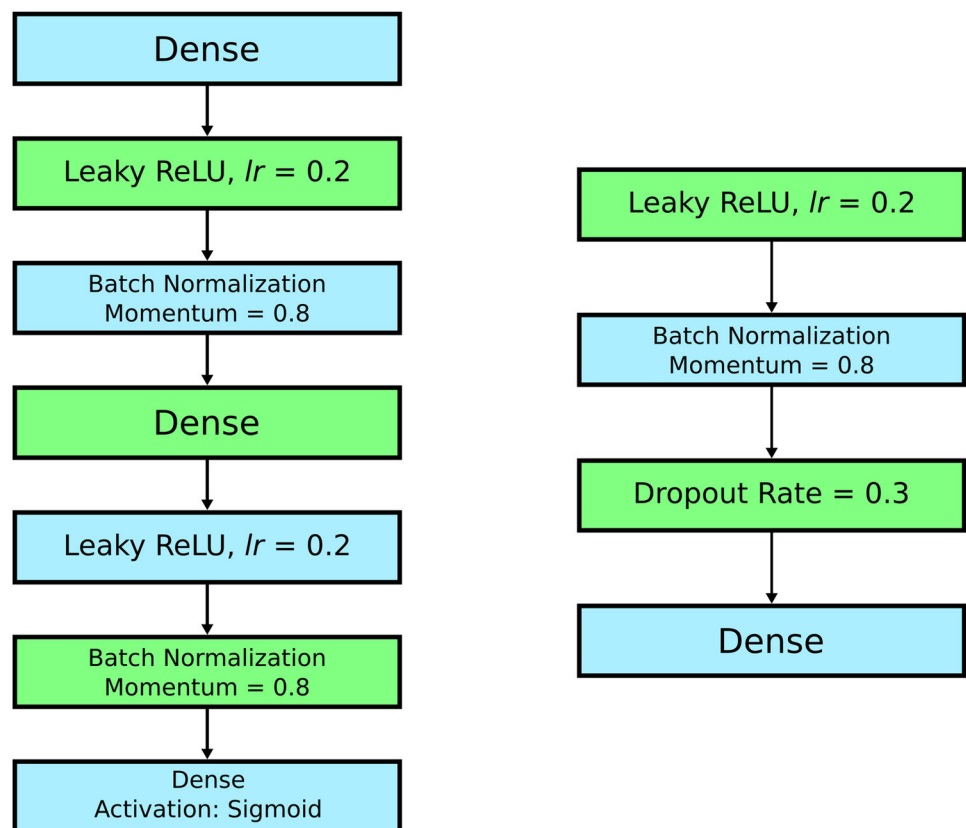 Dense
Leaky ReLU, lr = 0.2
Batch Normalization
Momentum = 0.8
Dense
Leaky ReLU, lr = 0.2
Batch Normalization
Momentum = 0.8
Dense
Activation: Sigmoid
Leaky ReLU, lr = 0.2
Batch Normalization
Momentum = 0.8
Dropout Rate = 0.3
Dense